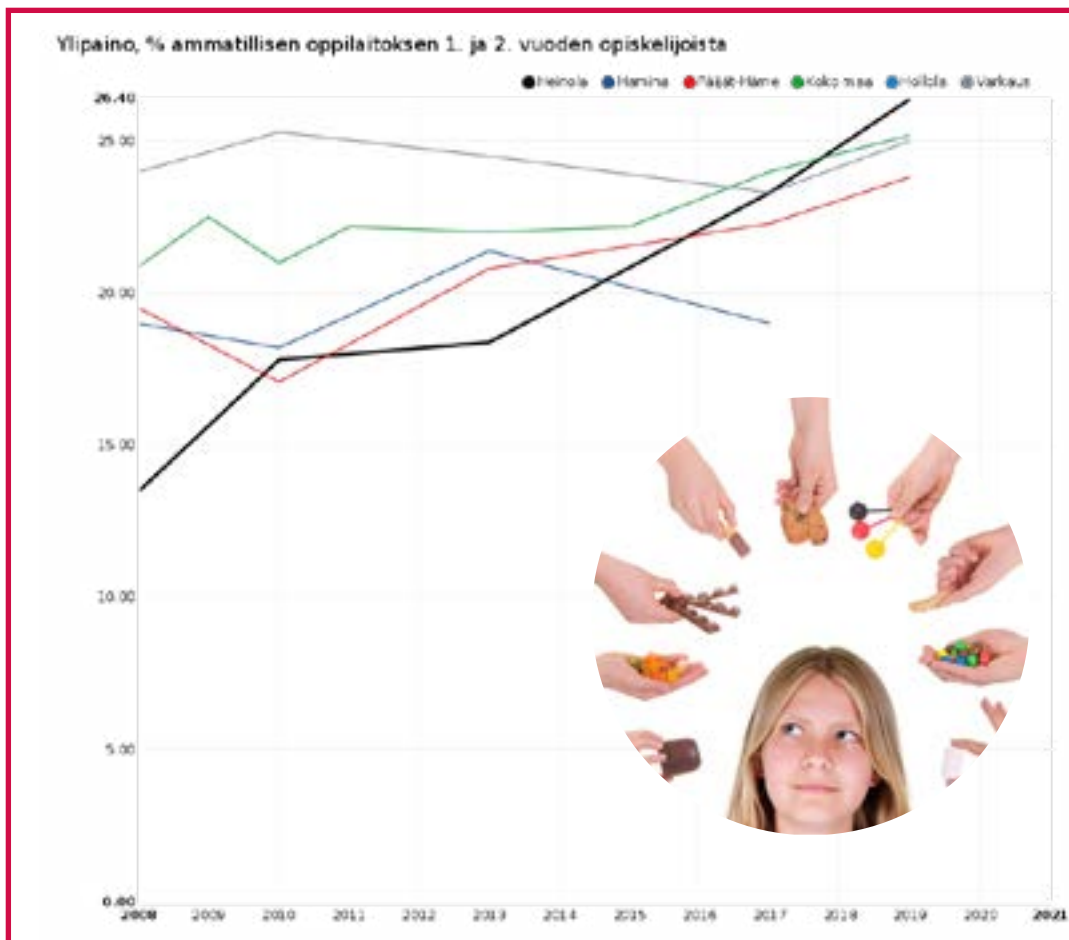 Ylipaino, % ammatillisen oppilaitoksen 1. ja 2. vuoden opiskelijoista
Heinola Hamina Päijät-Häme Koko maa Hollola Varkaus
26.40
25.00
20.00
15.00
10.00
5.00
0.00
2008 2009 2010 2011 2012 2013 2014 2015 2016 2017 2018 2019 2020 2021